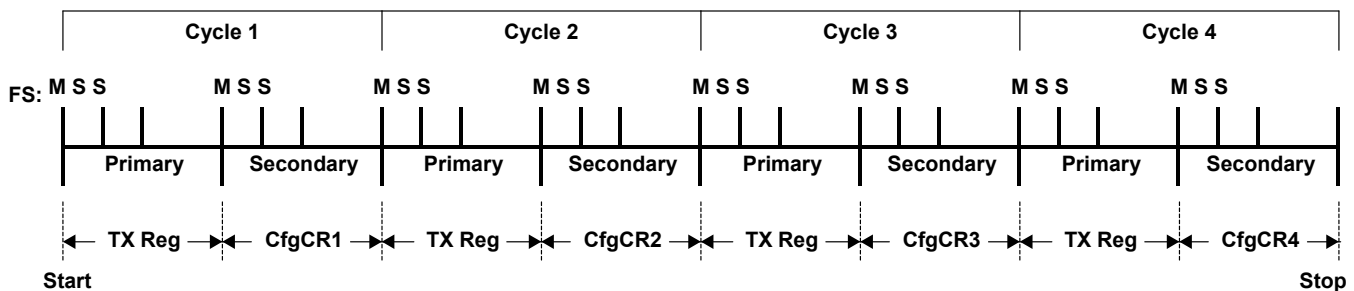 Cycle 1 Cycle 2 Cycle 3 Cycle 4
FS: M S S M S S M S S M S S M S S M S S M S S M S S
Primary Secondary Primary Secondary Primary Secondary Primary Secondary
TX Reg CfgCR1 TX Reg CfgCR2 TX Reg CfgCR3 TX Reg CfgCR4
Start Stop